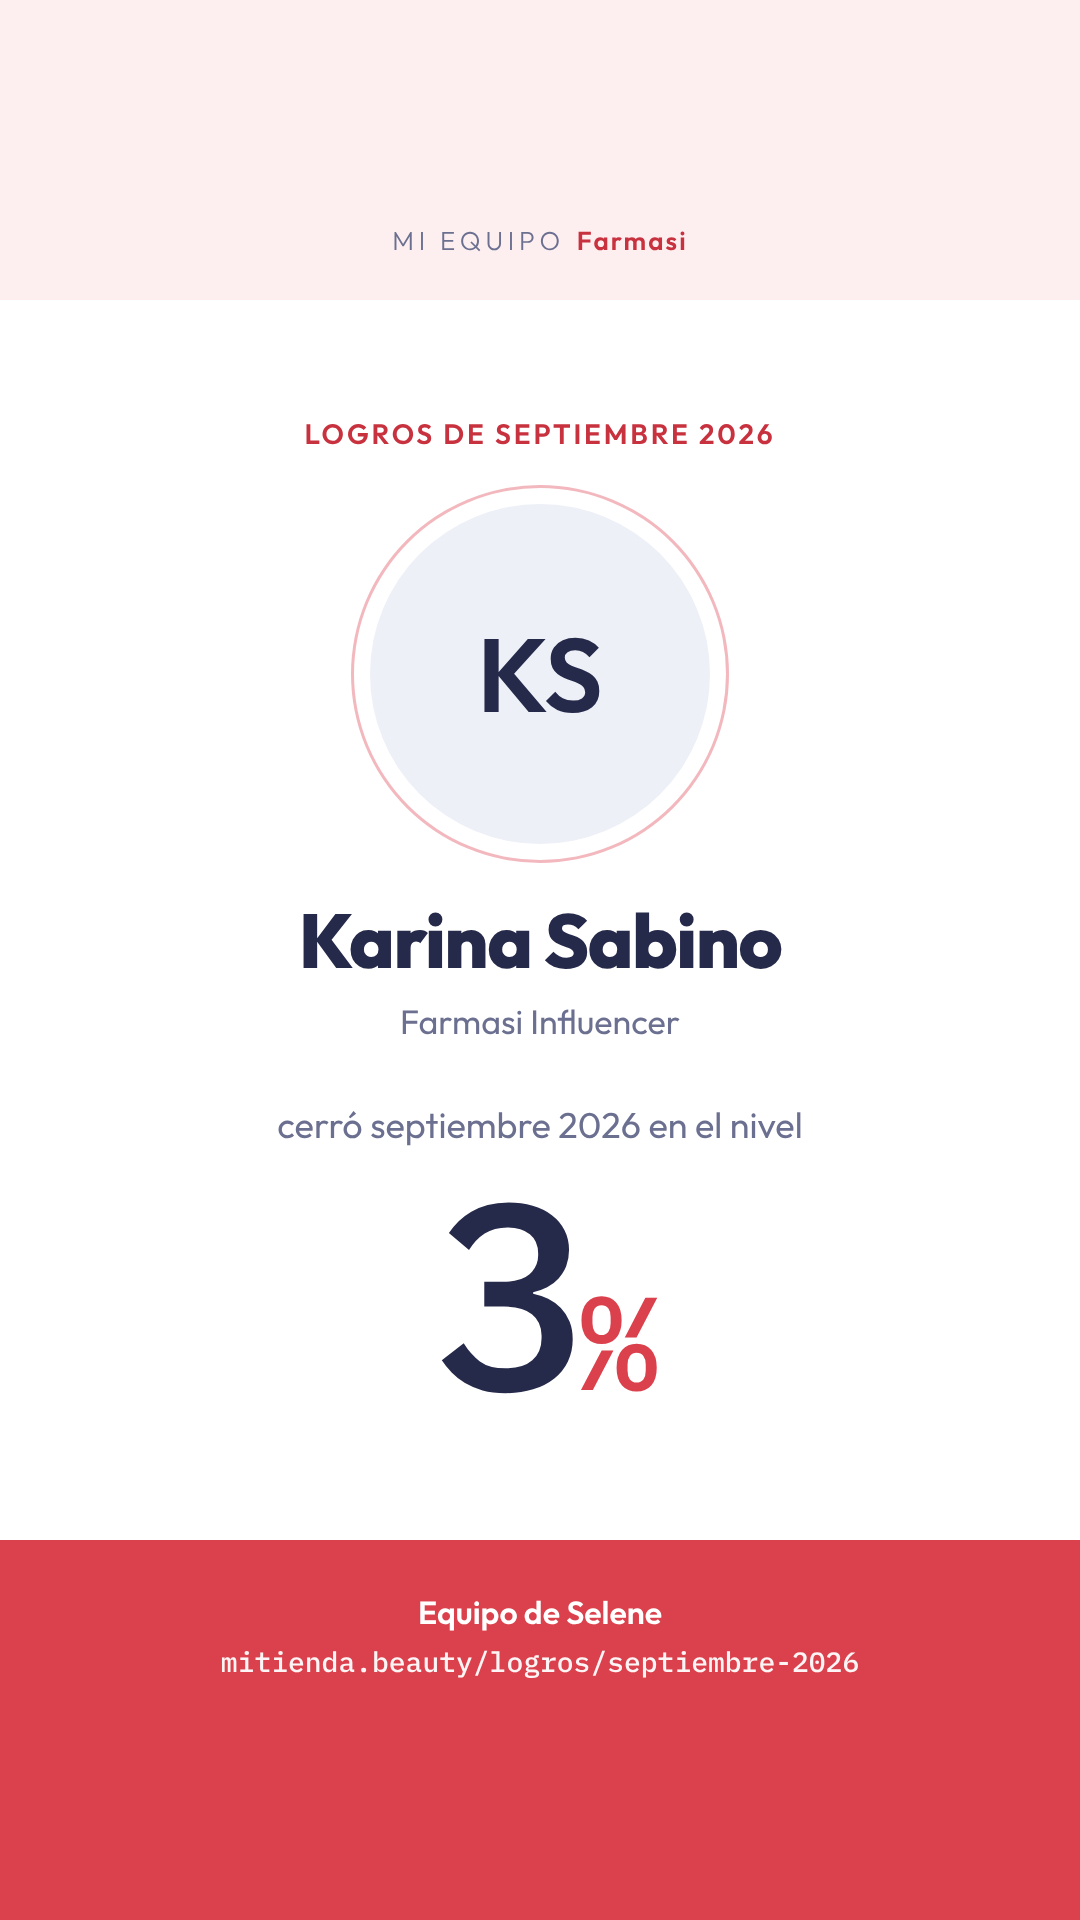 MI EQUIPO Farmasi
LOGROS DE SEPTIEMBRE 2026
KS
Karina Sabino
Farmasi Influencer
cerró septiembre 2026 en el nivel
3%
Equipo de Selene
mitienda.beauty/logros/septiembre-2026